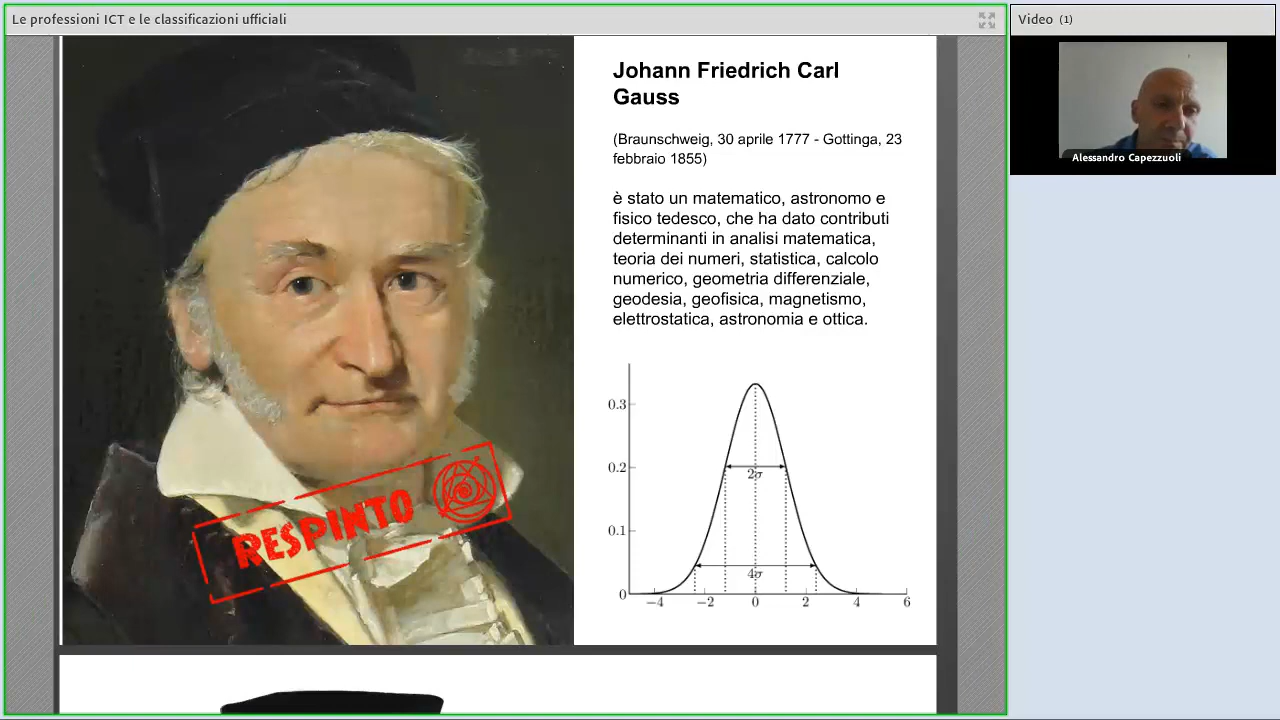 Le professioni ICT e le classificazioni ufficiali
Video (1)
Alessandro Capezzuoli
Johann Friedrich Carl
Gauss
(Braunschweig, 30 aprile 1777 - Gottinga, 23
febbraio 1855)
è stato un matematico, astronomo e
fisico tedesco, che ha dato contributi
determinanti in analisi matematica,
teoria dei numeri, statistica, calcolo
numerico, geometria differenziale,
geodesia, geofisica, magnetismo,
elettrostatica, astronomia e ottica.
RESPINTO
0.3
0.2
0.1
0
2σ
4σ
−4 −2 0 2 4 6